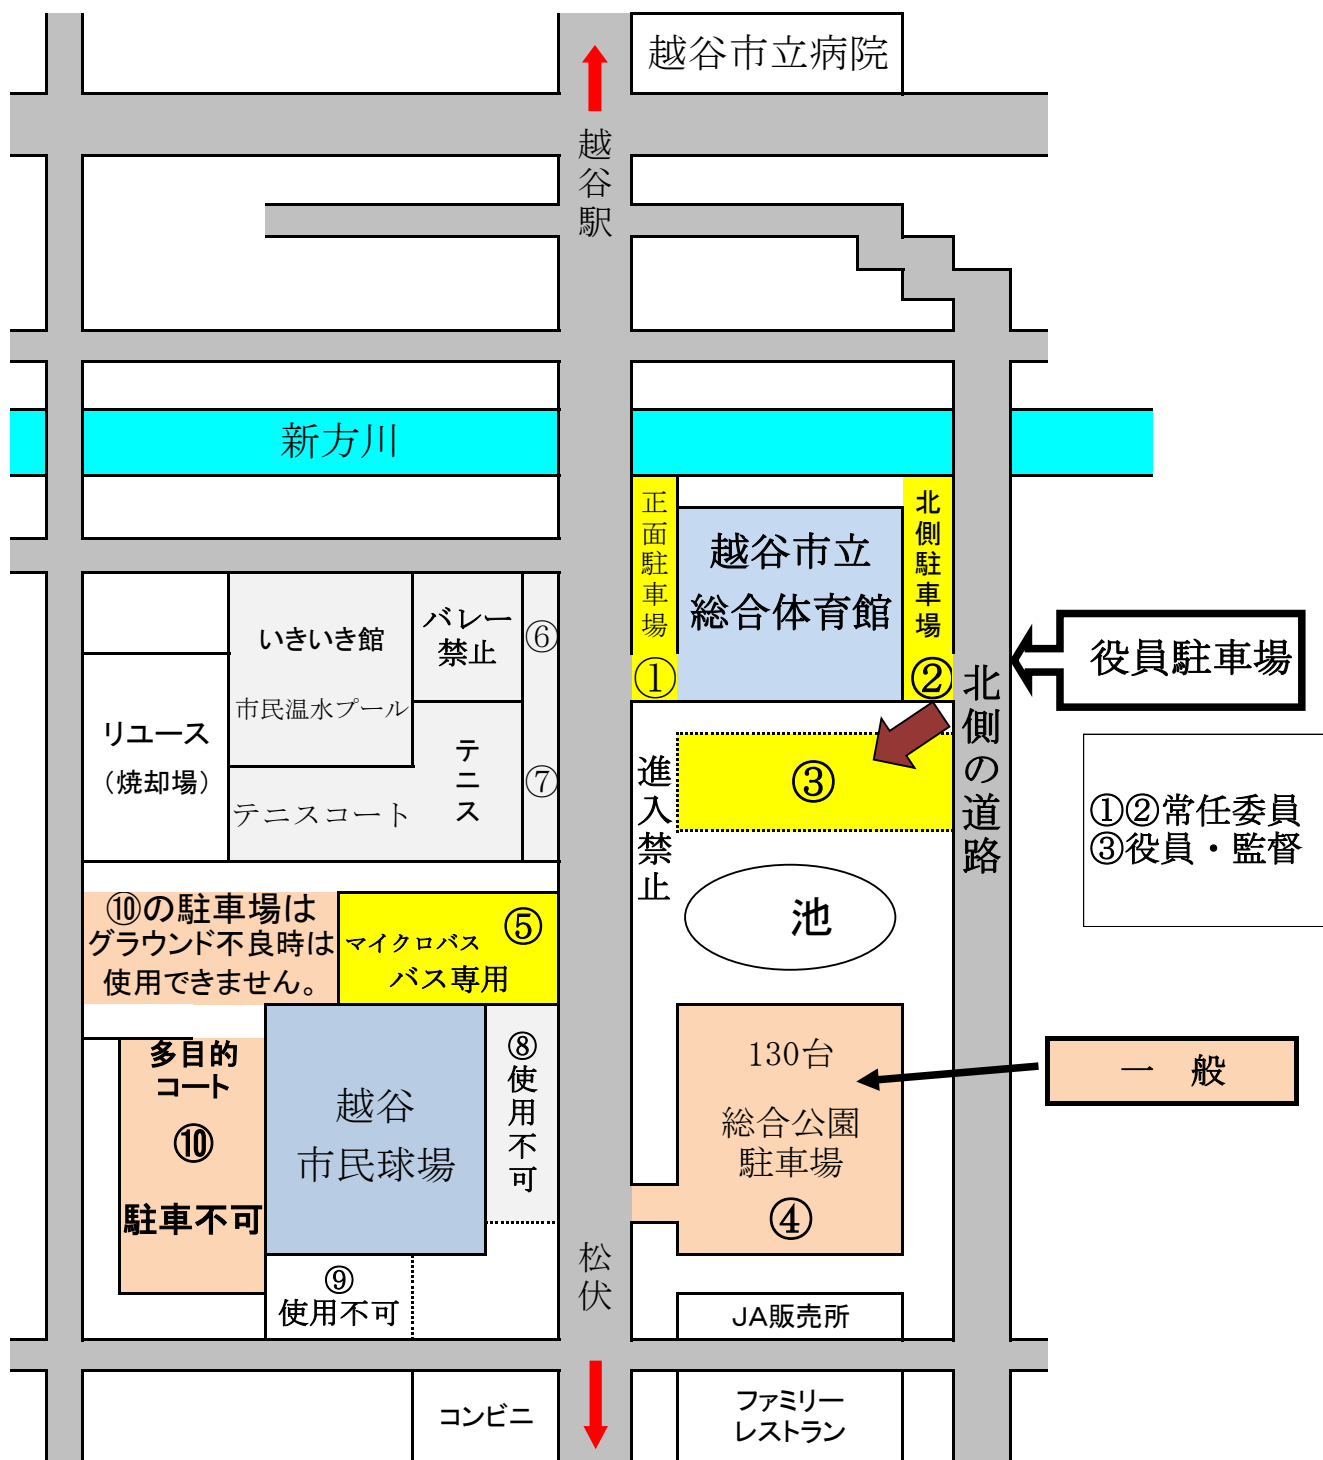 越谷市立病院
越谷駅
新方川
正面駐車場
①
越谷市立
総合体育館
北側駐車場
②
役員駐車場
いきいき館
市民温水プール
バレー
禁止
⑥
リユース
（焼却場）
テニスコート
テニス
⑦
進入禁止
③
北側の道路
①②常任委員
③役員・監督
池
⑩の駐車場は
グラウンド不良時は
使用できません。
⑤
マイクロバス
バス専用
多目的
コート
⑩
駐車不可
越谷
市民球場
⑧
使用不可
⑨
使用不可
130台
総合公園
駐車場
④
一　般
松伏
JA販売所
コンビニ
ファミリー
レストラン